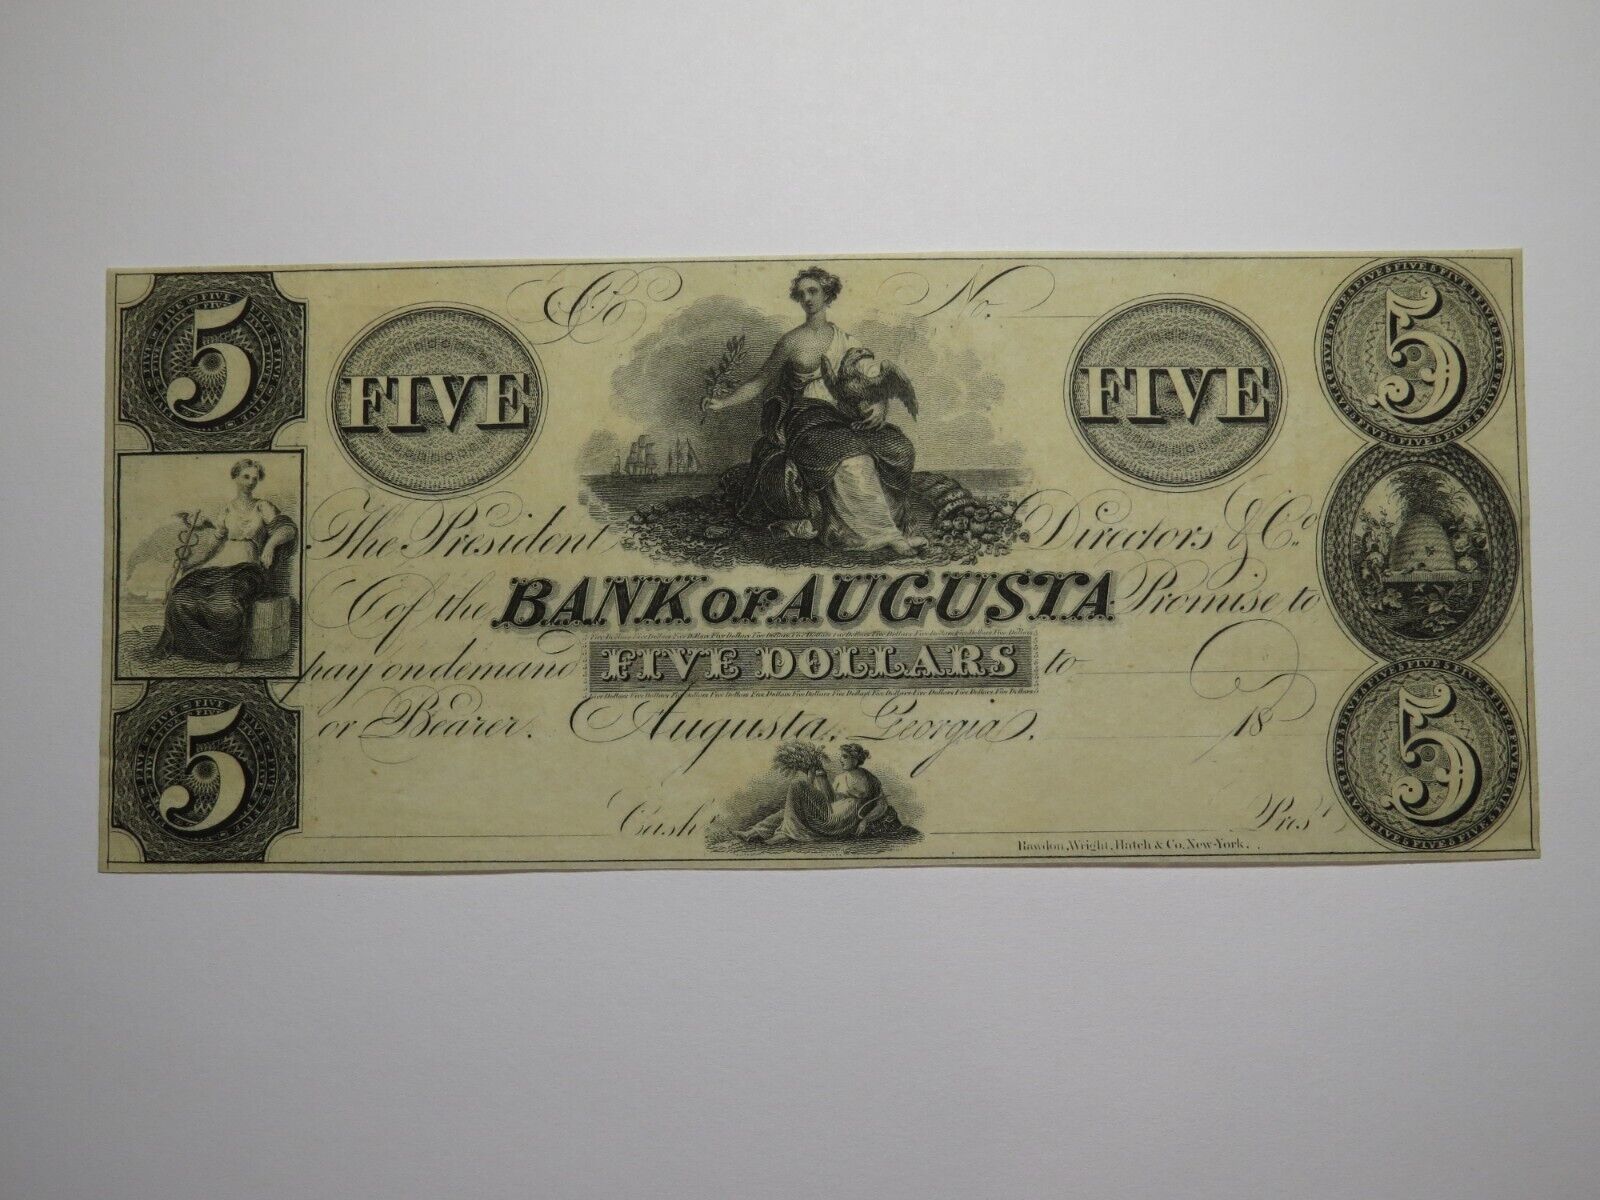 5 No. 5
FIVE FIVE
The President Directors & Co.
Of the BANK OF AUGUSTA Promise to
pay on demand FIVE DOLLARS to
or Bearer. Augusta, Georgia, 18
5 5
Cashr. Prest.
Rawdon, Wright, Hatch & Co. New-York.